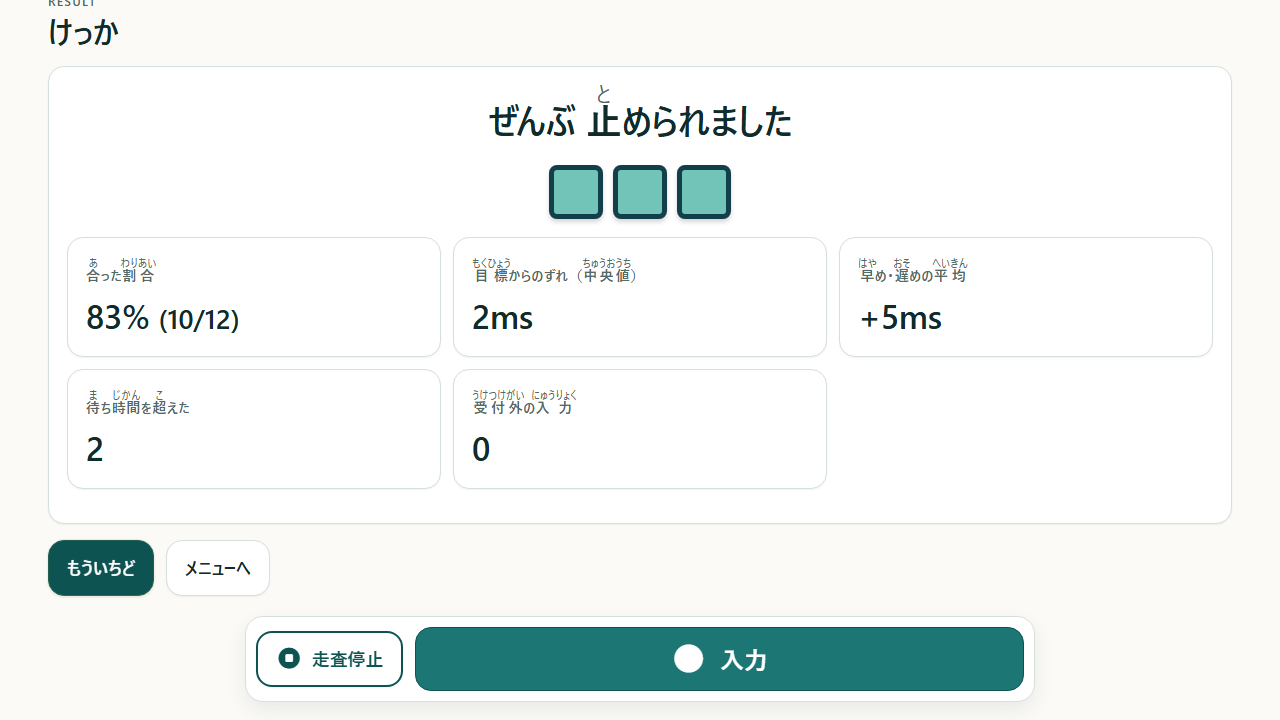 RESULT
けっか
と
ぜんぶ 止められました
あ わりあい
合った割合
83% (10/12)
もくひょう ちゅうおうち
目標からのずれ（中央値）
2ms
はや おそ へいきん
早め・遅めの平均
+5ms
ま じかん こ
待ち時間を超えた
2
うけつけがい にゅうりょく
受付外の入力
0
もういちど
メニューへ
走査停止
入力